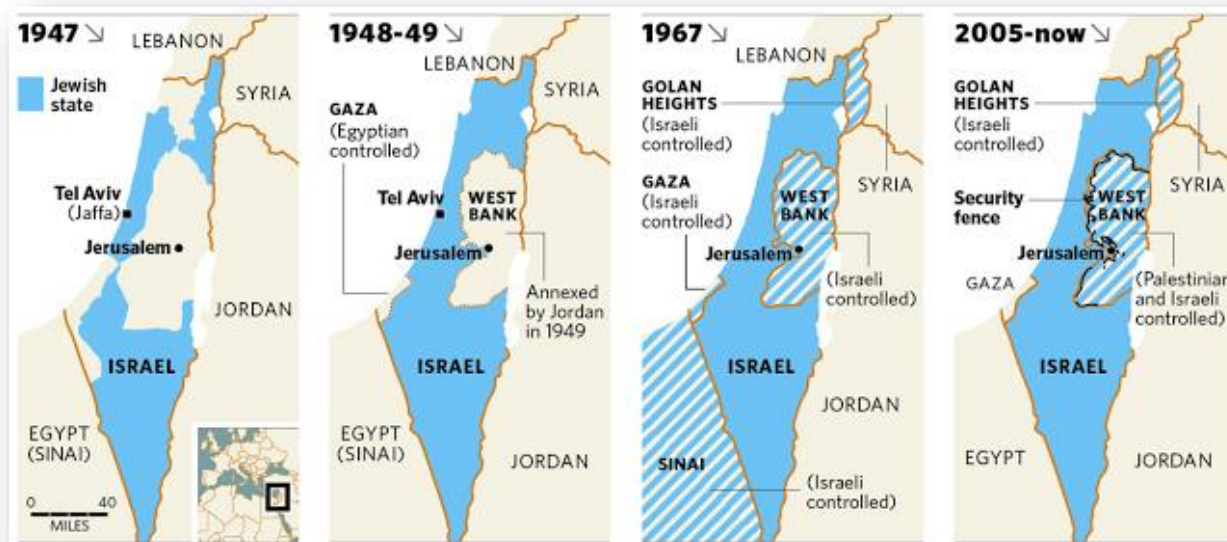 1947
LEBANON
Jewish
state
SYRIA
Tel Aviv
(Jaffa)
Jerusalem
JORDAN
ISRAEL
EGYPT
(SINAI)
0 40
MILES
1948-49
LEBANON
GAZA
(Egyptian
controlled)
SYRIA
Tel Aviv
WEST
BANK
Jerusalem
Annexed
by Jordan
in 1949
ISRAEL
EGYPT
(SINAI)
JORDAN
1967
LEBANON
GOLAN
HEIGHTS
(Israeli
controlled)
GAZA
(Israeli
controlled)
SYRIA
WEST
BANK
Jerusalem
(Israeli
controlled)
ISRAEL
JORDAN
SINAI
(Israeli
controlled)
2005-now
LEBANON
GOLAN
HEIGHTS
(Israeli
controlled)
SYRIA
Security
fence
WEST
BANK
Jerusalem
GAZA
(Palestinian
and Israeli
controlled)
ISRAEL
EGYPT
JORDAN